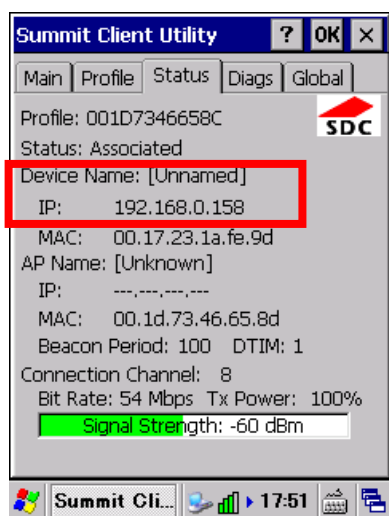 Summit Client Utility ? OK ×
Main Profile Status Diags Global
Profile: 001D7346658C
SDC
Status: Associated
Device Name: [Unnamed]
IP: 192.168.0.158
MAC: 00.17.23.1a.fe.9d
AP Name: [Unknown]
IP: ---.---.---.---
MAC: 00.1d.73.46.65.8d
Beacon Period: 100 DTIM: 1
Connection Channel: 8
Bit Rate: 54 Mbps Tx Power: 100%
Signal Strength: -60 dBm
Summit Cli... 17:51